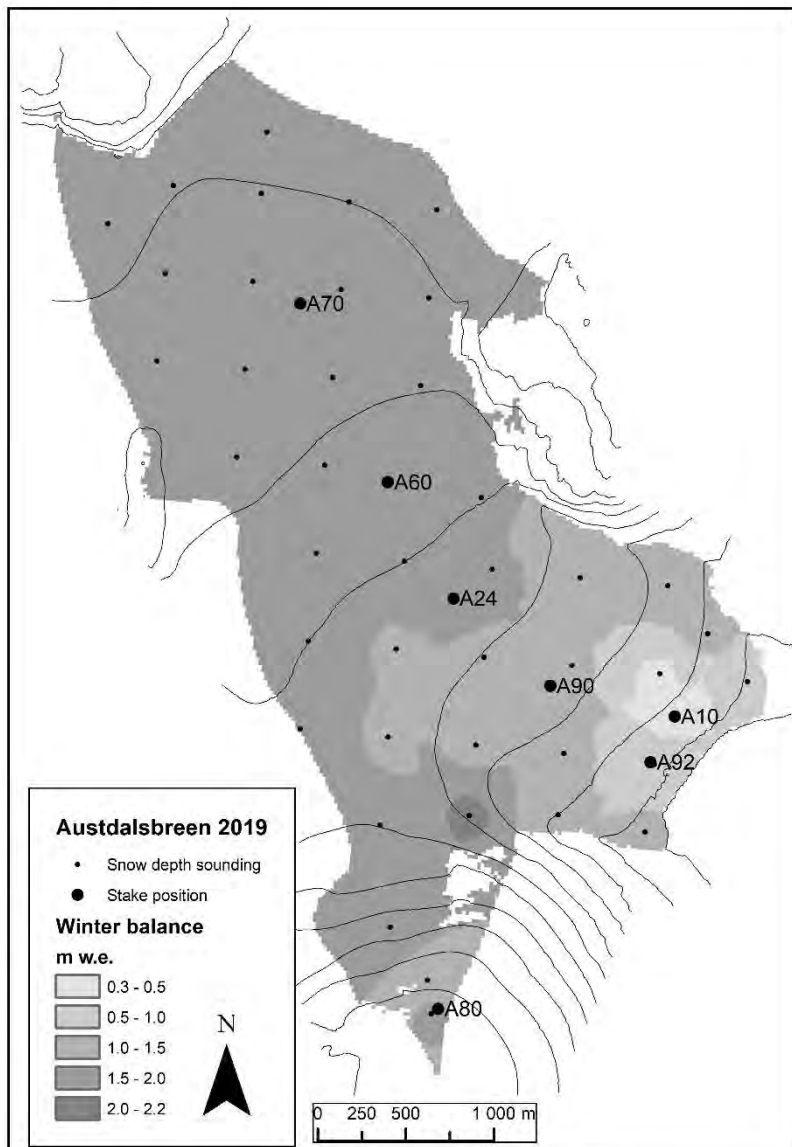 A70
A60
A24
A90
A10
A92
Austdalsbreen 2019
Snow depth sounding
Stake position
Winter balance
m w.e.
0.3 - 0.5
0.5 - 1.0
1.0 - 1.5
1.5 - 2.0
2.0 - 2.2
N
A80
0 250 500 1 000 m